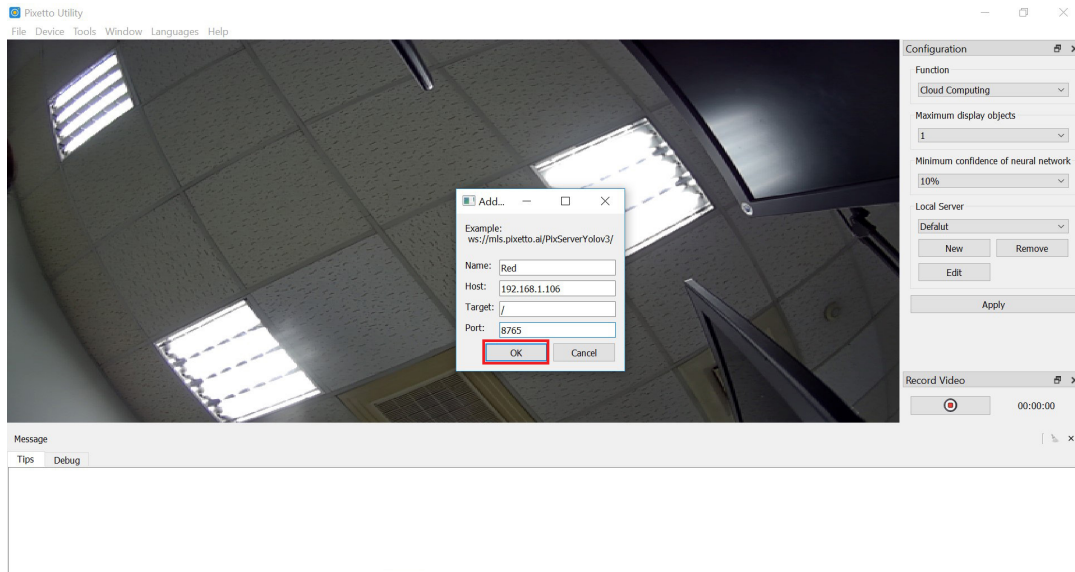 Pixetto Utility
File Device Tools Window Languages Help
Configuration
Function
Cloud Computing
Maximum display objects
1
Minimum confidence of neural network
10%
Local Server
Defalut
New Remove
Edit
Apply
Add...
Example:
ws://mls.pixetto.ai/PixServerYolov3/
Name: Red
Host: 192.168.1.106
Target: /
Port: 8765
OK Cancel
Record Video
00:00:00
Message
Tips Debug